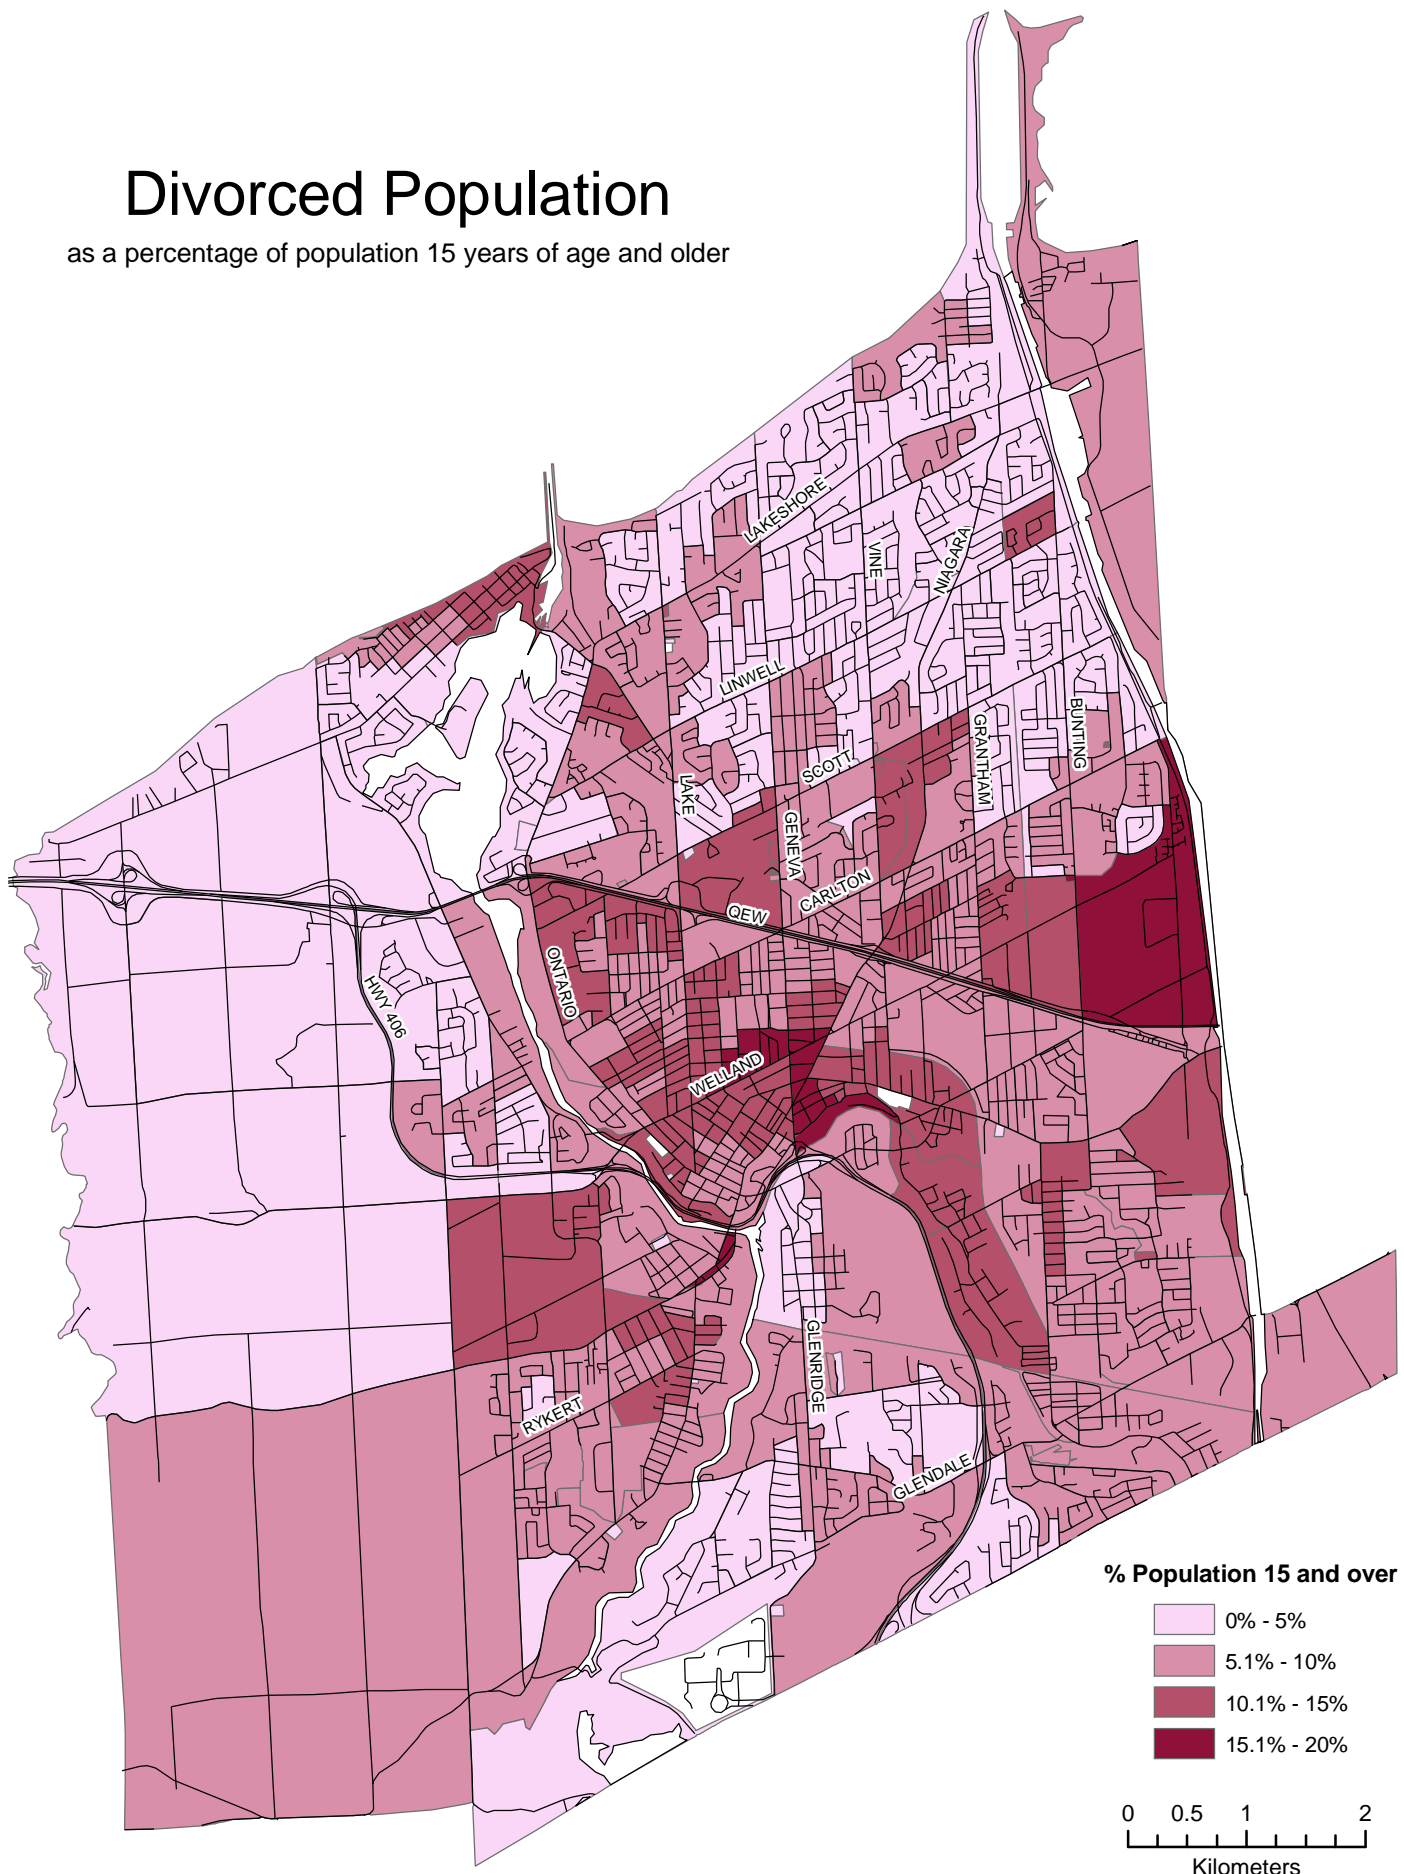 Divorced Population
as a percentage of population 15 years of age and older
LAKESHORE
VINE
NIAGARA
LINWELL
BUNTING
GRANTHAM
SCOTT
LAKE
GENEVA
CARLTON
QEW
ONTARIO
HWY 406
WELLAND
GLENRIDGE
RYKERT
GLENDALE
% Population 15 and over
0% - 5%
5.1% - 10%
10.1% - 15%
15.1% - 20%
0 0.5 1 2
Kilometers